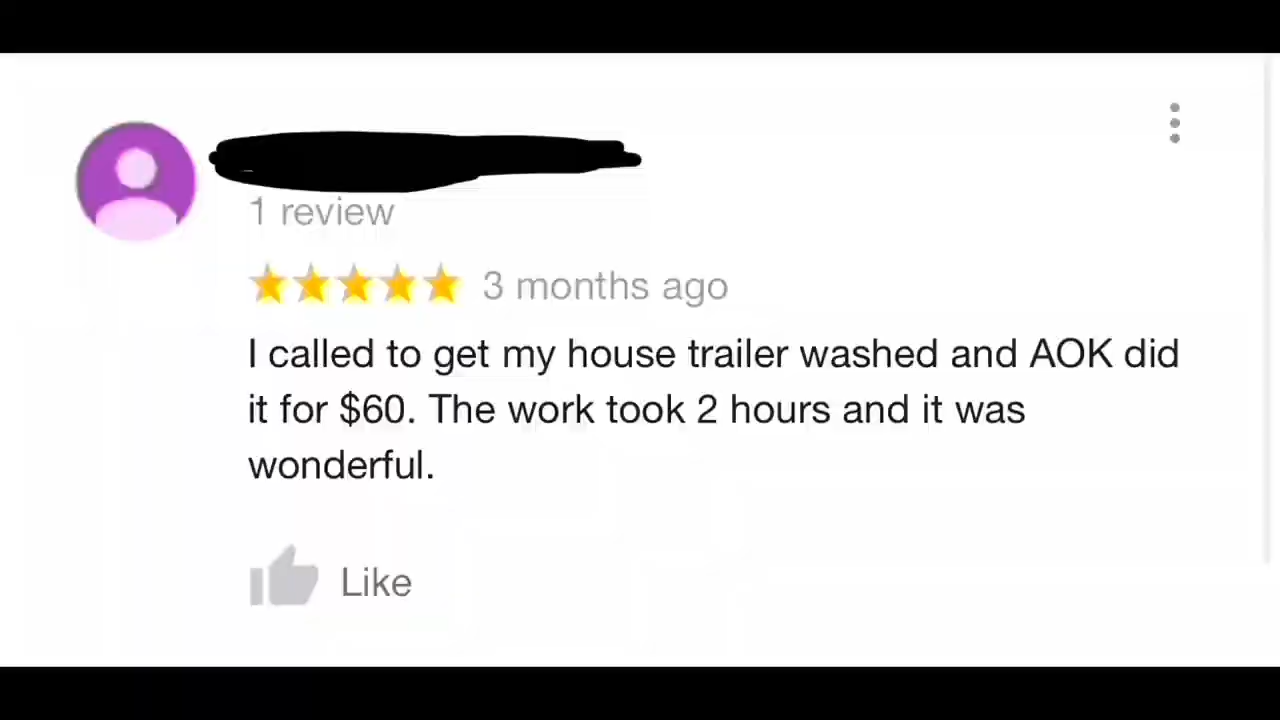 1 review
3 months ago
I called to get my house trailer washed and AOK did
it for $60. The work took 2 hours and it was
wonderful.
Like